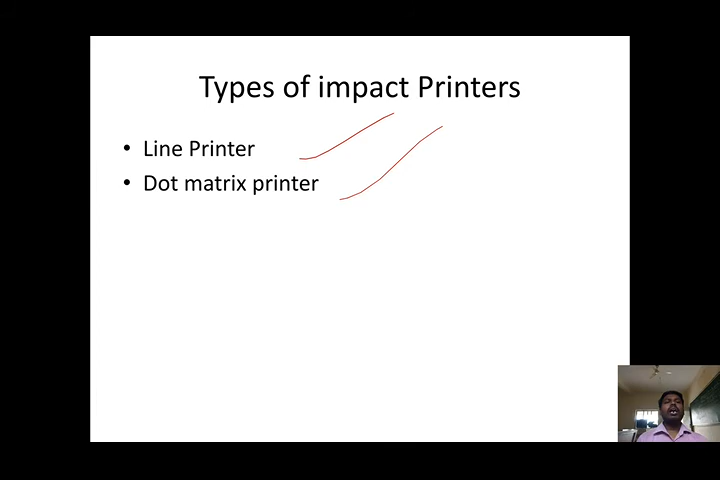 Types of impact Printers
• Line Printer
• Dot matrix printer